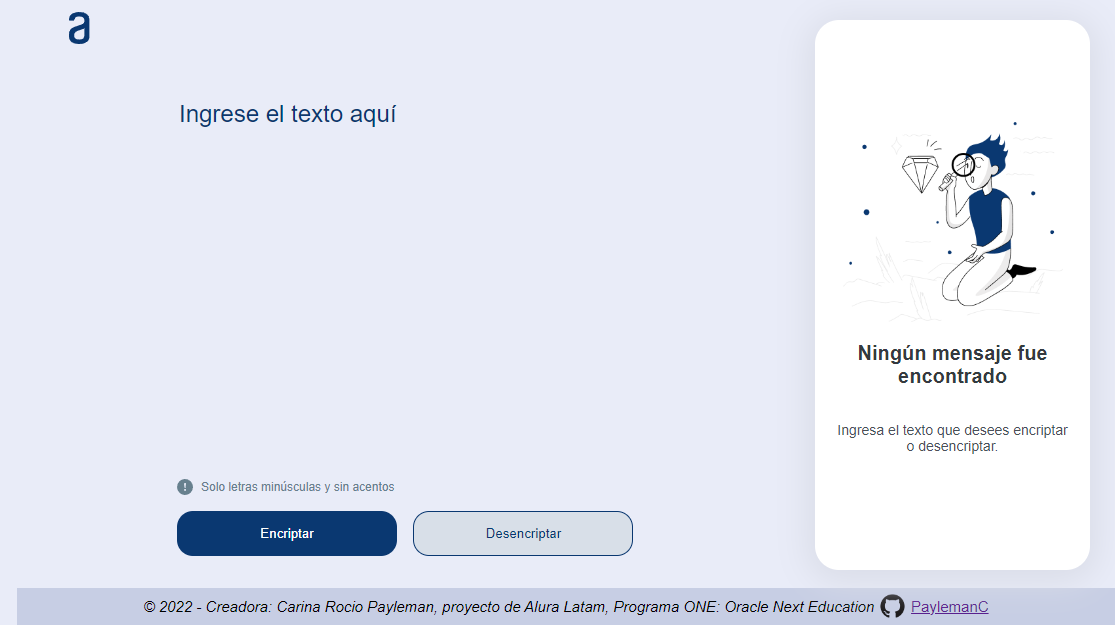 a
Ingrese el texto aquí
Ningún mensaje fue
encontrado
Ingresa el texto que desees encriptar
o desencriptar.
! Solo letras minúsculas y sin acentos
Encriptar
Desencriptar
© 2022 - Creadora: Carina Rocio Payleman, proyecto de Alura Latam, Programa ONE: Oracle Next Education PaylemanC